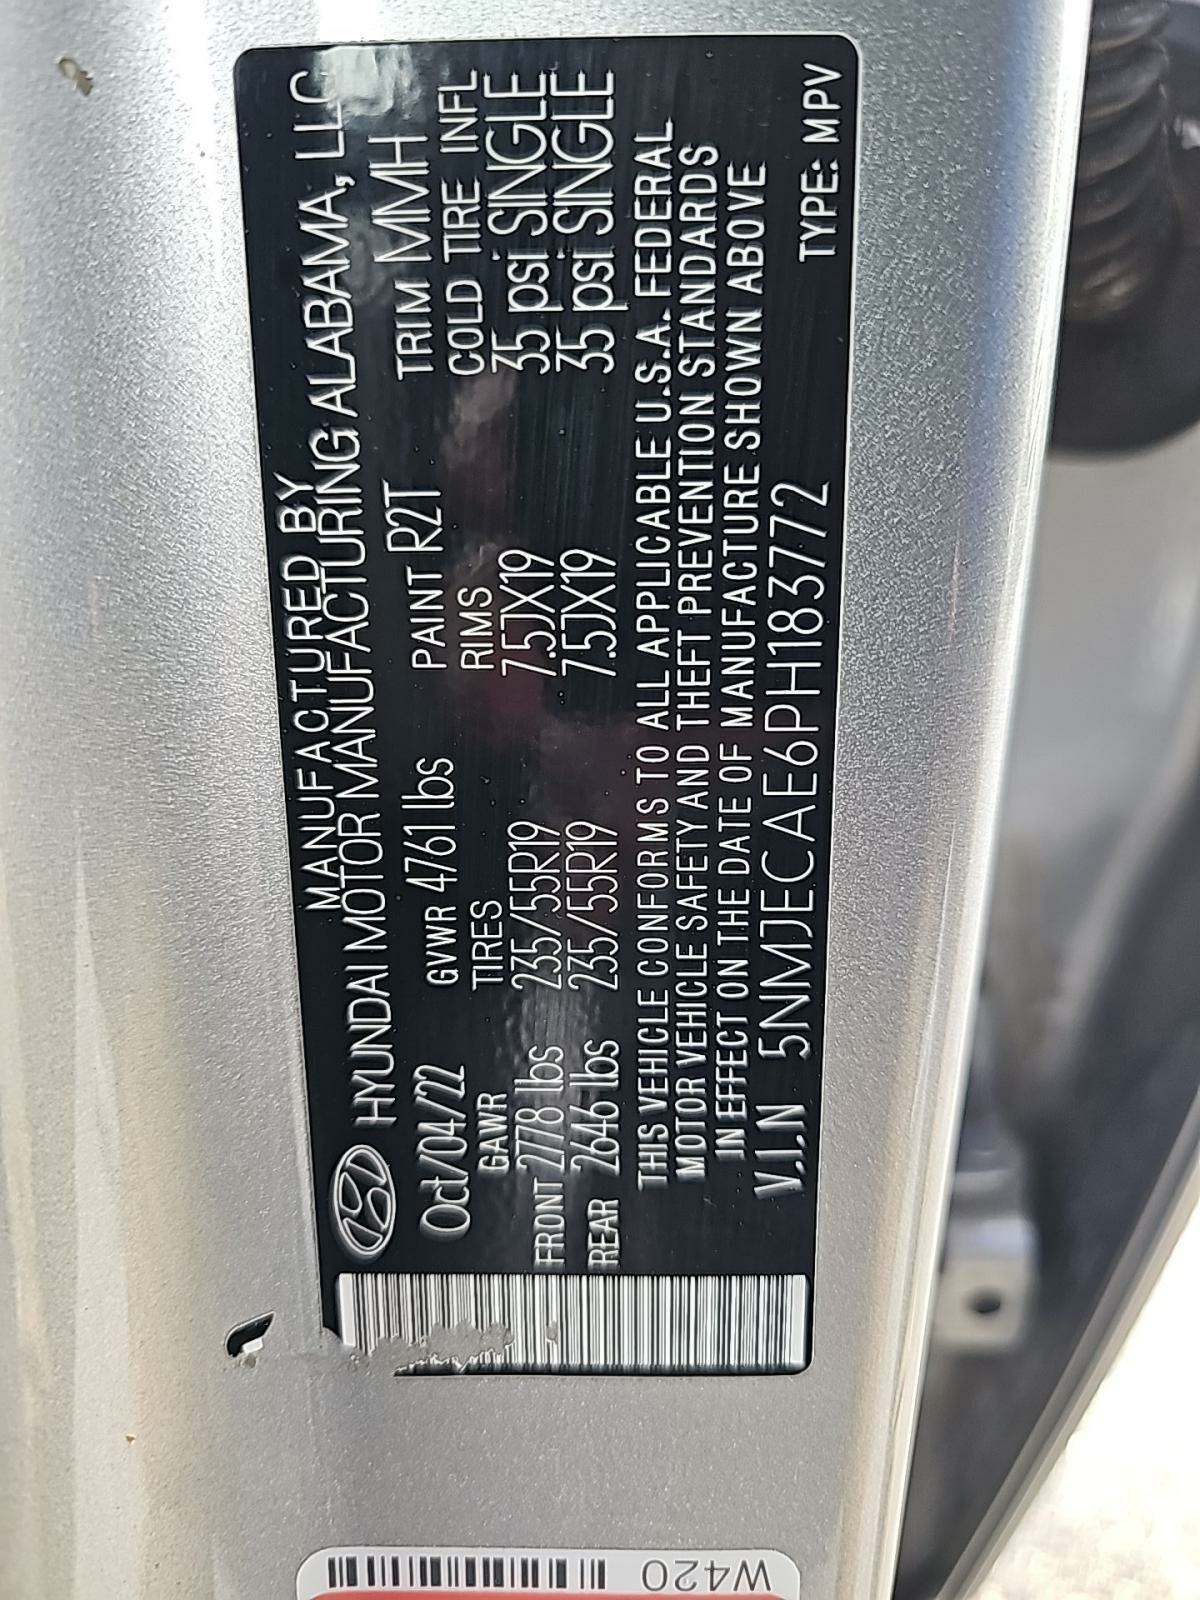 MANUFACTURED BY
HYUNDAI MOTOR MANUFACTURING ALABAMA, LLC
Oct/04/22 GVWR 4761 lbs PAINT R2T TRIM MMH
GAWR TIRES RIMS COLD TIRE INFL
FRONT 2778 lbs 235/55R19 7.5JX19 35 psi SINGLE
REAR 2646 lbs 235/55R19 7.5JX19 35 psi SINGLE
THIS VEHICLE CONFORMS TO ALL APPLICABLE U.S.A. FEDERAL
MOTOR VEHICLE SAFETY AND THEFT PREVENTION STANDARDS
IN EFFECT ON THE DATE OF MANUFACTURE SHOWN ABOVE
V.I.N 5NMJECAE6PH183772
TYPE: MPV
W420